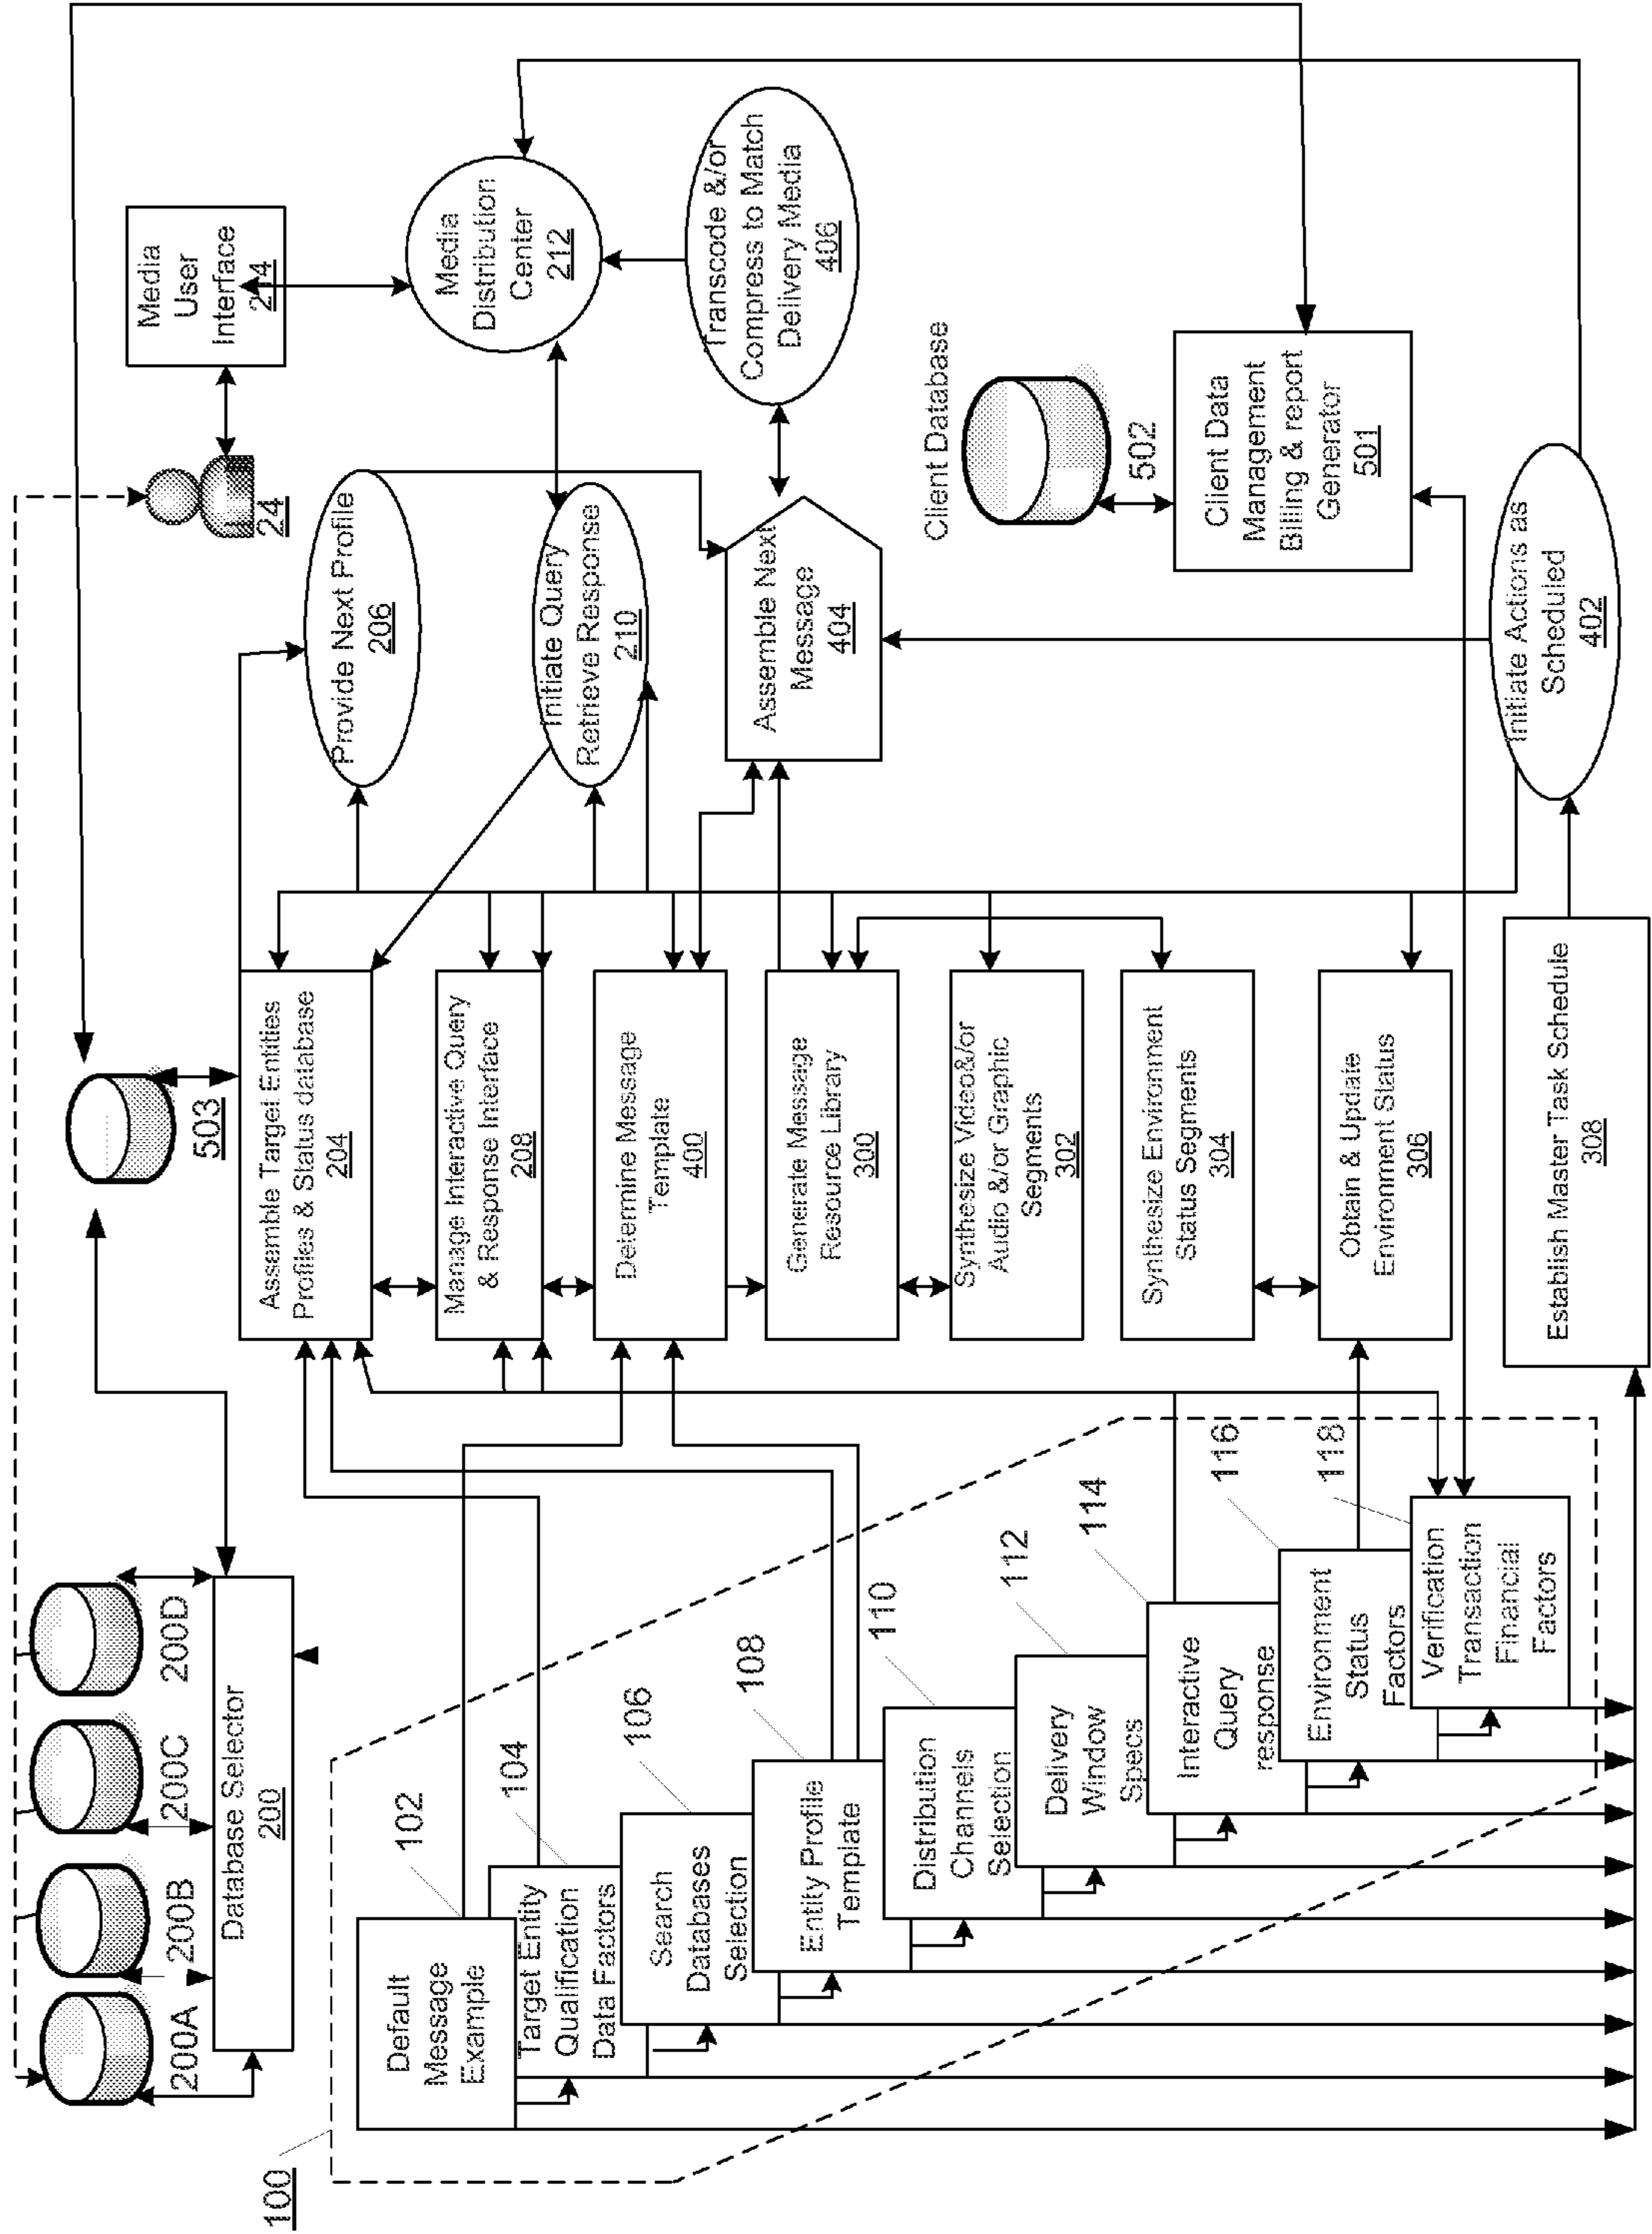 100
200A
200B
200C
200D
Database Selector
200
503
24
Media
User
Interface
214
Default
Message
Example
102
Target Entity
Qualification
Data Factors
104
Search
Databases
Selection
106
Entity Profile
Template
108
Distribution
Channels
Selection
110
Delivery
Window
Specs
112
Interactive
Query
response
114
Environment
Status
Factors
116
Verification
Transaction
Financial
Factors
118
Assemble Target Entities
Profiles & Status database
204
Manage Interactive Query
& Response Interface
208
Determine Message
Template
400
Generate Message
Resource Library
300
Synthesize Video&/or
Audio &/or Graphic
Segments
302
Synthesize Environment
Status Segments
304
Obtain & Update
Environment Status
306
Establish Master Task Schedule
308
Provide Next Profile
206
Initiate Query
Retrieve Response
210
Assemble Next
Message
404
Initiate Actions as
Scheduled
402
Media
Distribution
Center
212
Transcode &/or
Compress to Match
Delivery Media
406
Client Database
502
Client Data
Management
Billing & report
Generator
501